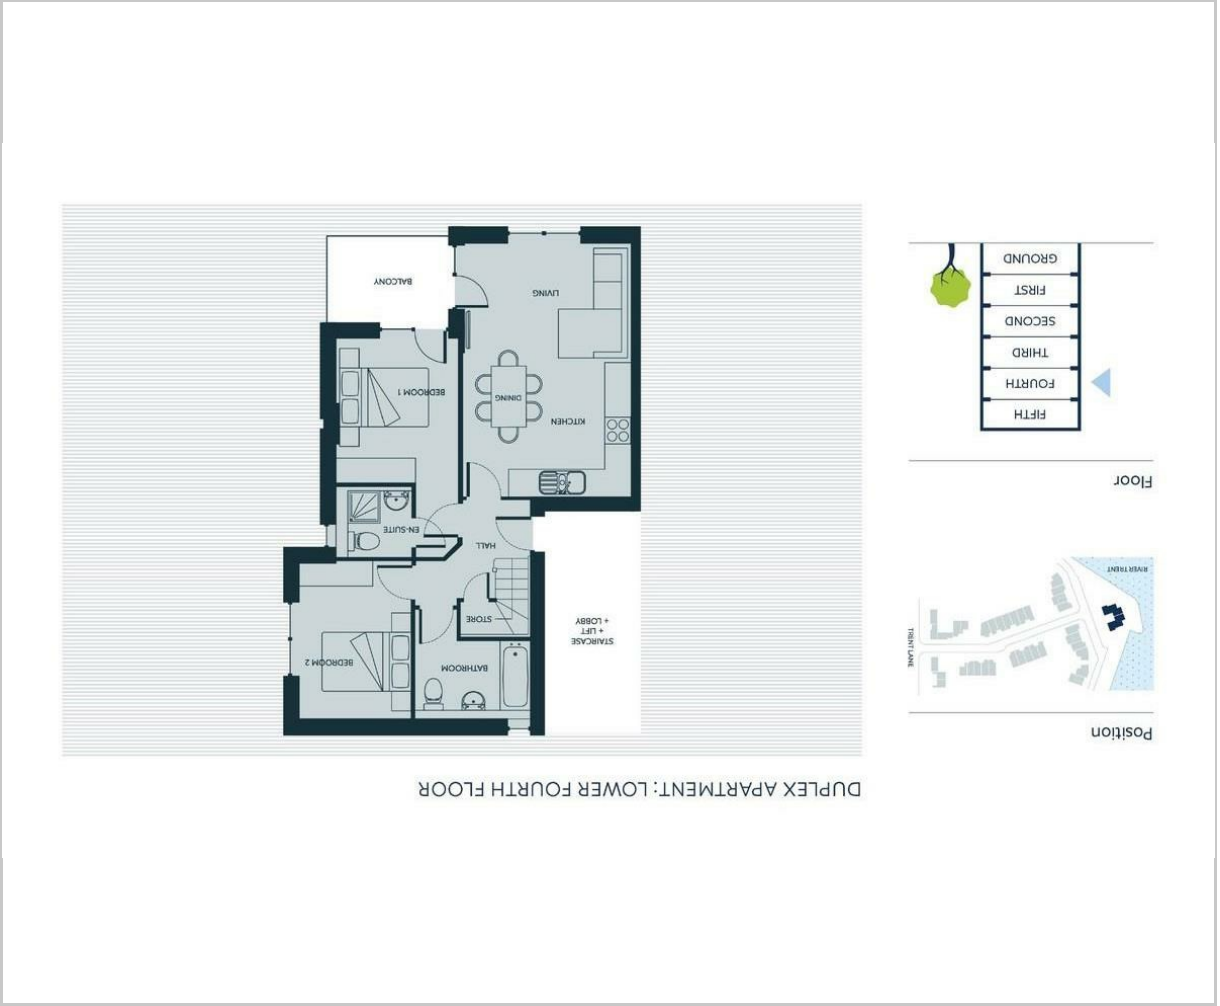 DUPLEX APARTMENT: LOWER FOURTH FLOOR
Position
TRENT LANE
RIVER TRENT
Floor
FIFTH
FOURTH
THIRD
SECOND
FIRST
GROUND
BATHROOM
BEDROOM 2
STAIRCASE
+ LIFT
+ LOBBY
STORE
HALL
EN-SUITE
KITCHEN
DINING
BEDROOM 1
LIVING
BALCONY